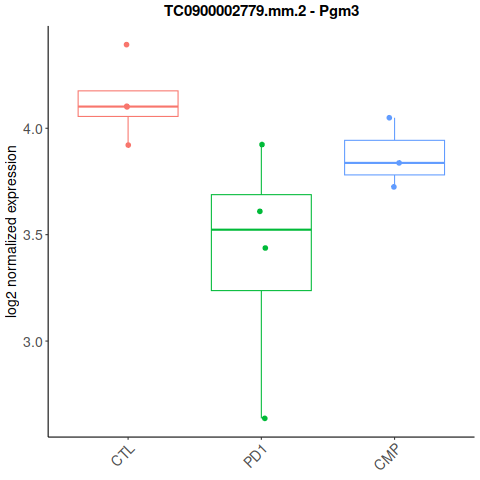 TC0900002779.mm.2 - Pgm3
log2 normalized expression
4.0
3.5
3.0
CTL
PD1
CMP